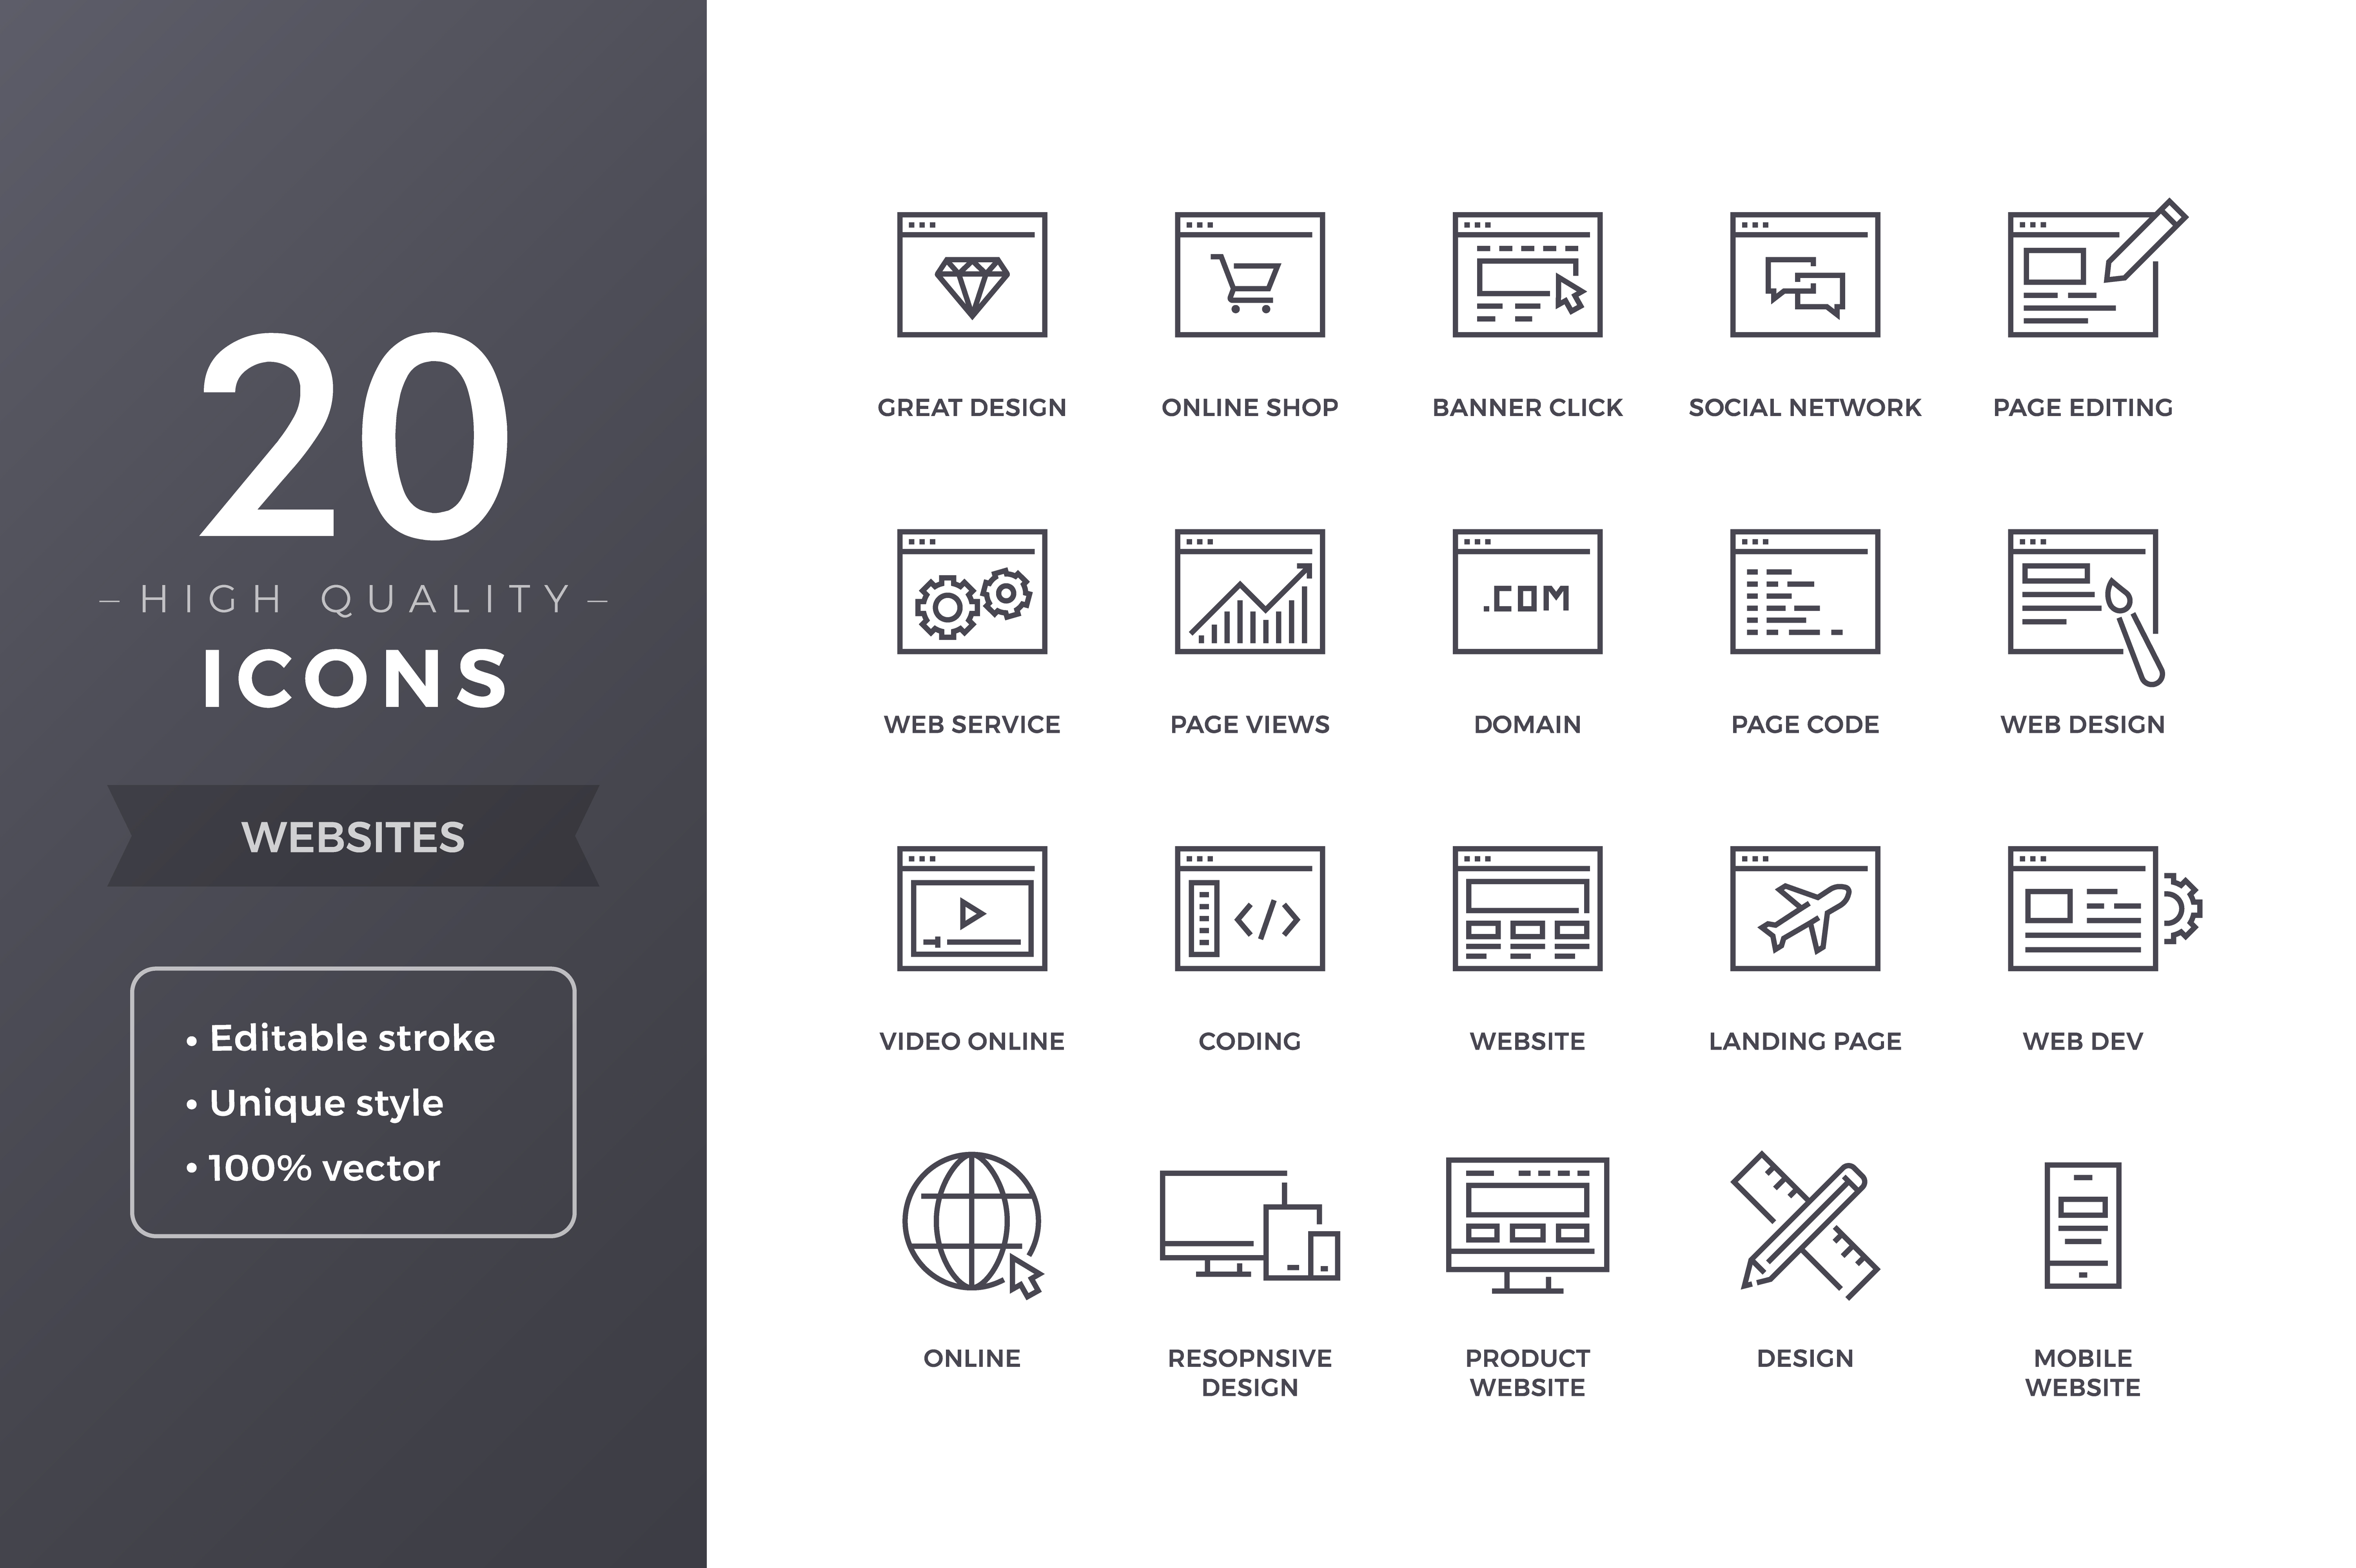 20
– HIGH QUALITY –
ICONS
WEBSITES
• Editable stroke
• Unique style
• 100% vector
GREAT DESIGN
ONLINE SHOP
BANNER CLICK
SOCIAL NETWORK
PAGE EDITING
.COM
WEB SERVICE
PAGE VIEWS
DOMAIN
PAGE CODE
WEB DESIGN
</>
VIDEO ONLINE
CODING
WEBSITE
LANDING PAGE
WEB DEV
ONLINE
RESOPNSIVE
DESIGN
PRODUCT
WEBSITE
DESIGN
MOBILE
WEBSITE